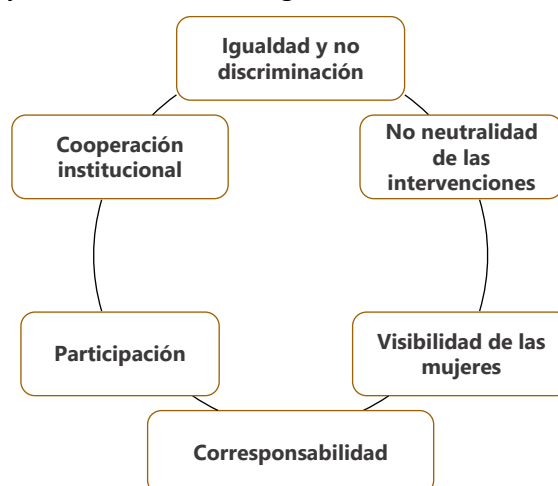 Igualdad y no
discriminación
No neutralidad
de las
intervenciones
Visibilidad de las
mujeres
Corresponsabilidad
Participación
Cooperación
institucional